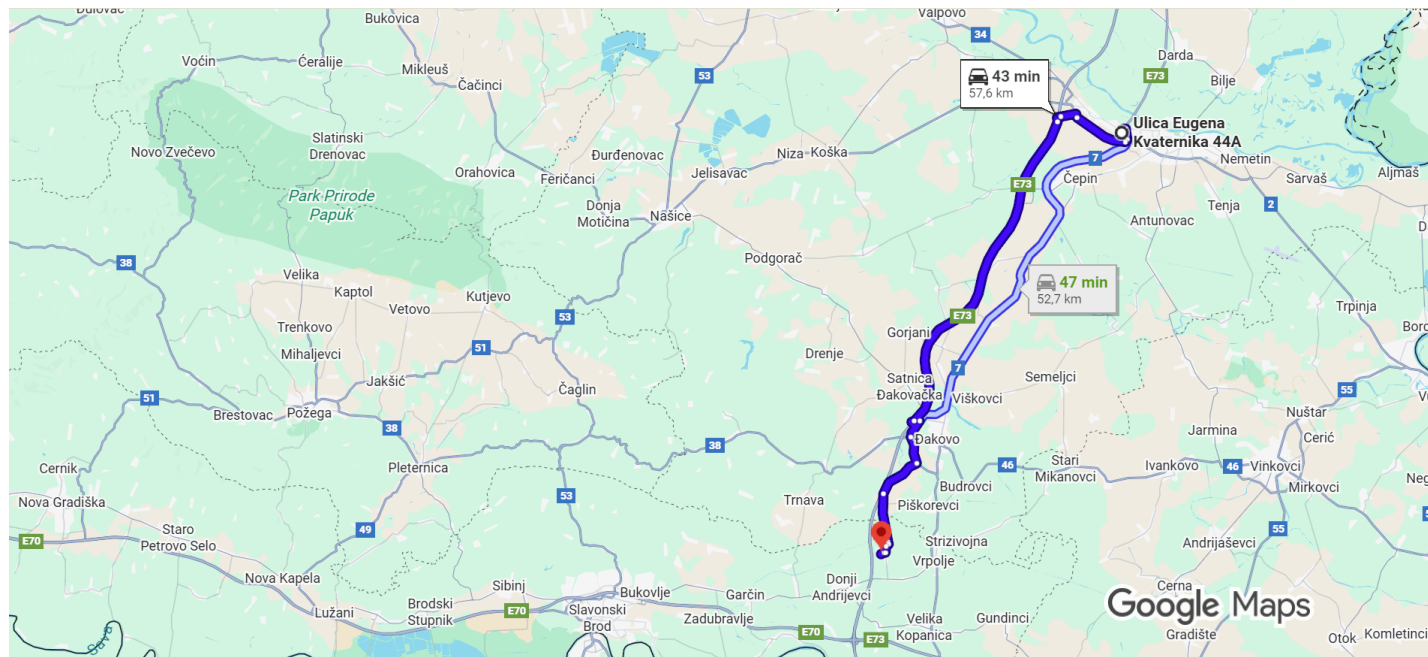 Dulovac
Bukovica
Valpovo
34
Darda
E73
Bilje
Voćin
Ćeralije
Mikleuš
Čačinci
53
43 min
57,6 km
Ulica Eugena
Kvaternika 44A
Slatinski
Drenovac
Novo Zvečevo
Đurđenovac
Niza
Koška
7
Nemetin
Aljmaš
Orahovica
Feričanci
Jelisavac
E73
Čepin
Sarvaš
Park Prirode
Papuk
Donja
Motičina
Našice
Antunovac
Tenja
2
38
Velika
Kaptol
Vetovo
Kutjevo
Podgorač
47 min
52,7 km
Trpinja
53
E73
Trenkovo
Mihaljevci
51
Gorjani
Drenje
7
Jakšić
Čaglin
Satnica
Đakovačka
Viškovci
Semeljci
55
51
Brestovac
Požega
38
Nuštar
Cerić
Jarmina
Đakovo
38
Cernik
Pleternica
46
Stari
Mikanovci
Ivankovo
46
Vinkovci
Mirkovci
Nova Gradiška
53
Trnava
Budrovci
Piškorevci
49
Staro
Petrovo Selo
E70
Strizivojna
Vrpolje
55
Andrijaševci
Nova Kapela
Sibinj
Bukovlje
Garčin
Donji
Andrijevci
Cerna
Lužani
Brodski
Stupnik
E70
Slavonski
Brod
Zadubravlje
E70
E73
Velika
Kopanica
Gundinci
Gradište
Otok
Komletinci
Sava
Google Maps